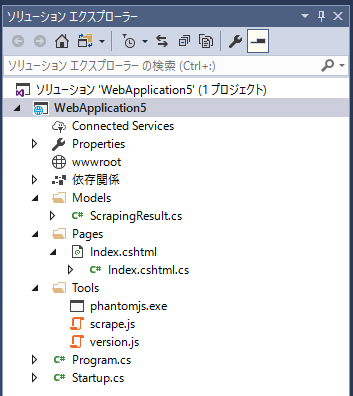 ソリューション エクスプローラー
ソリューション エクスプローラー の検索 (Ctrl+:)
ソリューション 'WebApplication5' (1 プロジェクト)
WebApplication5
Connected Services
Properties
wwwroot
依存関係
Models
C# ScrapingResult.cs
Pages
Index.cshtml
C# Index.cshtml.cs
Tools
phantomjs.exe
scrape.js
version.js
C# Program.cs
C# Startup.cs